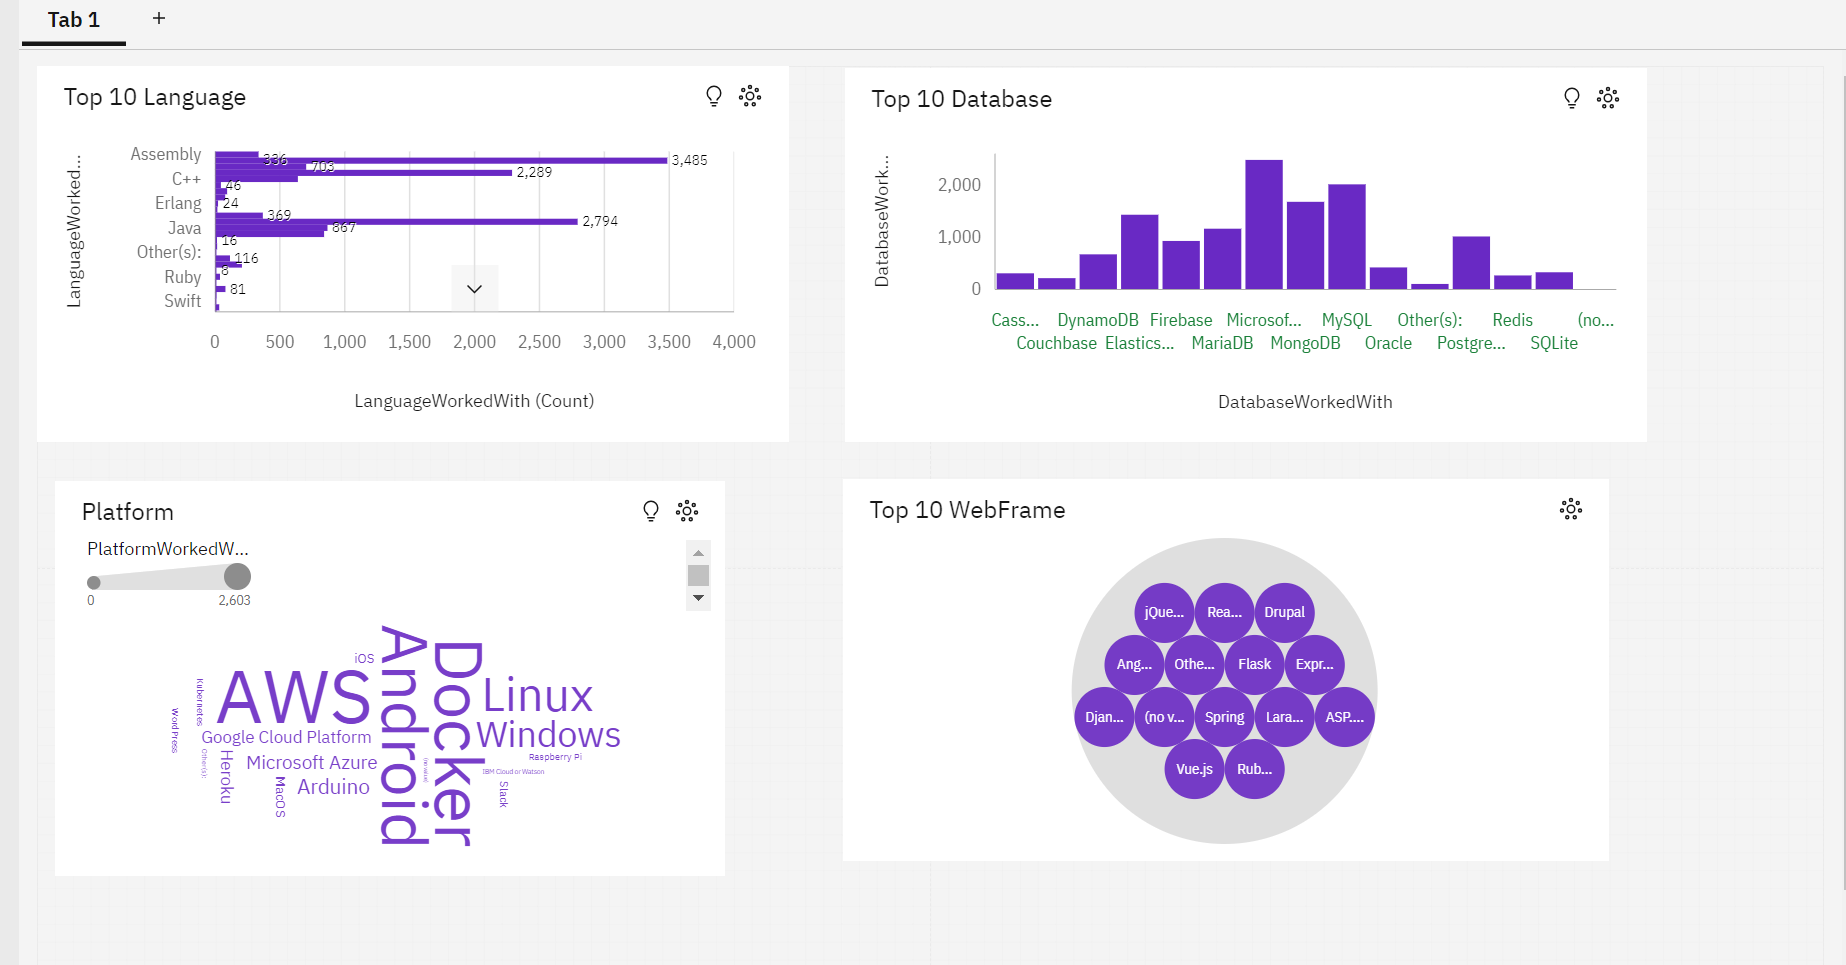 Tab 1 +
Top 10 Language
LanguageWorked...
Assembly
C++
Erlang
Java
Other(s):
Ruby
Swift
336
3,485
703
2,289
46
24
369
2,794
867
16
116
8
81
0 500 1,000 1,500 2,000 2,500 3,000 3,500 4,000
LanguageWorkedWith (Count)
Top 10 Database
DatabaseWork...
2,000
1,000
0
Cass... DynamoDB Firebase Microsof... MySQL Other(s): Redis (no...
Couchbase Elastics... MariaDB MongoDB Oracle Postgre... SQLite
DatabaseWorkedWith
Platform
PlatformWorkedW...
0 2,603
iOS
Kubernetes
WordPress
AWS
Android
Docker
Linux
Windows
Google Cloud Platform
Other(s):
Heroku
Microsoft Azure
MacOS
Arduino
(no value)
Raspberry Pi
IBM Cloud or Watson
Slack
Top 10 WebFrame
jQue... Rea... Drupal
Ang... Othe... Flask Expr...
Djan... (no v... Spring Lara... ASP....
Vue.js Rub...